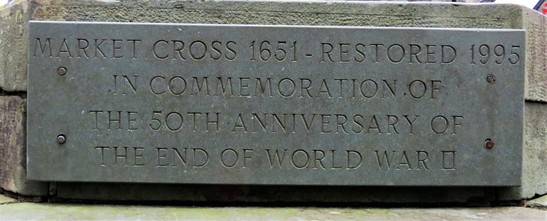 MARKET CROSS 1651 - RESTORED 1995
IN COMMEMORATION OF
THE 50TH ANNIVERSARY OF
THE END OF WORLD WAR II